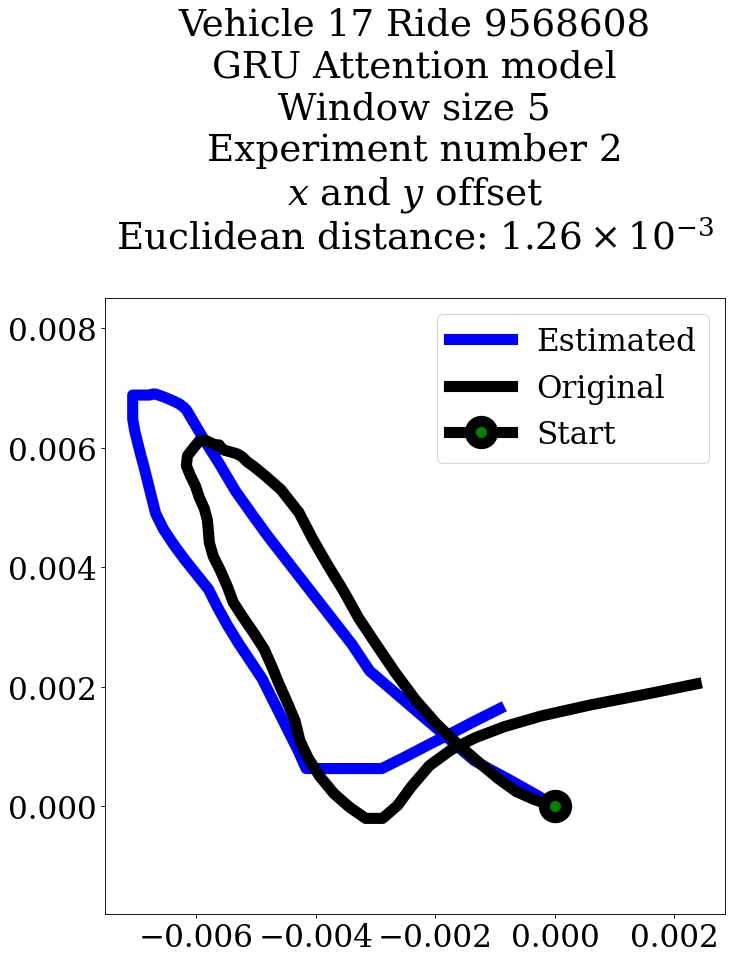 Vehicle 17 Ride 9568608
GRU Attention model
Window size 5
Experiment number 2
x and y offset
Euclidean distance: 1.26 × 10⁻³
Estimated
Original
Start
0.008
0.006
0.004
0.002
0.000
−0.006 −0.004 −0.002 0.000 0.002